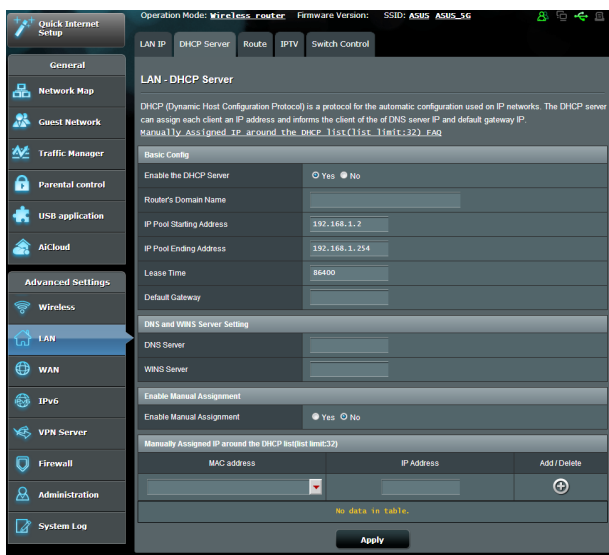 Quick Internet Setup
Operation Mode: Wireless router Firmware Version: SSID: ASUS ASUS_5G
LAN IP DHCP Server Route IPTV Switch Control
General
Network Map
Guest Network
Traffic Manager
Parental control
USB application
AiCloud
Advanced Settings
Wireless
LAN
WAN
IPv6
VPN Server
Firewall
Administration
System Log
LAN - DHCP Server
DHCP (Dynamic Host Configuration Protocol) is a protocol for the automatic configuration used on IP networks. The DHCP server
can assign each client an IP address and informs the client of the of DNS server IP and default gateway IP.
Manually Assigned IP around the DHCP list(list limit:32) FAQ
Basic Config
Enable the DHCP Server Yes No
Router's Domain Name
IP Pool Starting Address 192.168.1.2
IP Pool Ending Address 192.168.1.254
Lease Time 86400
Default Gateway
DNS and WINS Server Setting
DNS Server
WINS Server
Enable Manual Assignment
Enable Manual Assignment Yes No
Manually Assigned IP around the DHCP list(list limit:32)
MAC address IP Address Add / Delete
No data in table.
Apply